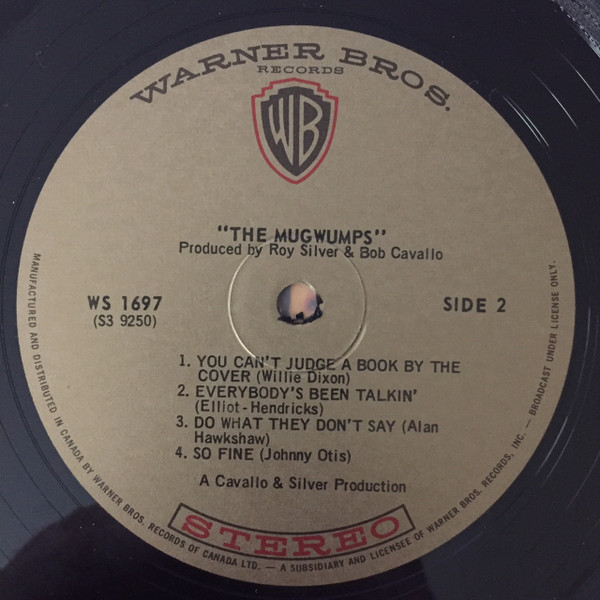 WARNER BROS.
RECORDS
WB
"THE MUGWUMPS"
Produced by Roy Silver & Bob Cavallo
WS 1697
(S3 9250)
SIDE 2
1. YOU CAN'T JUDGE A BOOK BY THE
COVER (Willie Dixon)
2. EVERYBODY'S BEEN TALKIN'
(Elliot-Hendricks)
3. DO WHAT THEY DON'T SAY (Alan
Hawkshaw)
4. SO FINE (Johnny Otis)
A Cavallo & Silver Production
STEREO
MANUFACTURED AND DISTRIBUTED IN CANADA BY WARNER BROS. RECORDS OF CANADA LTD. — A SUBSIDIARY AND LICENSEE OF WARNER BROS. RECORDS, INC. — BROADCAST UNDER LICENSE ONLY.